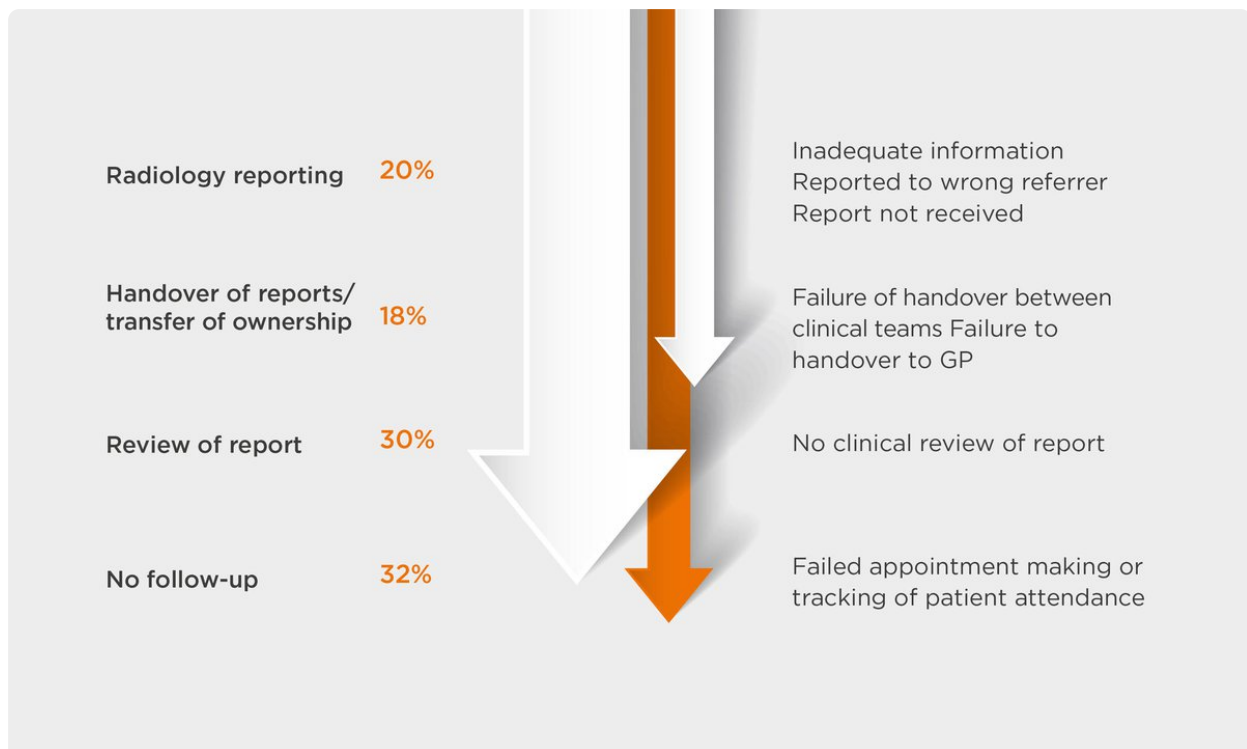 Radiology reporting 20%
Inadequate information
Reported to wrong referrer
Report not received
Handover of reports/
transfer of ownership 18%
Failure of handover between
clinical teams Failure to
handover to GP
Review of report 30%
No clinical review of report
No follow-up 32%
Failed appointment making or
tracking of patient attendance